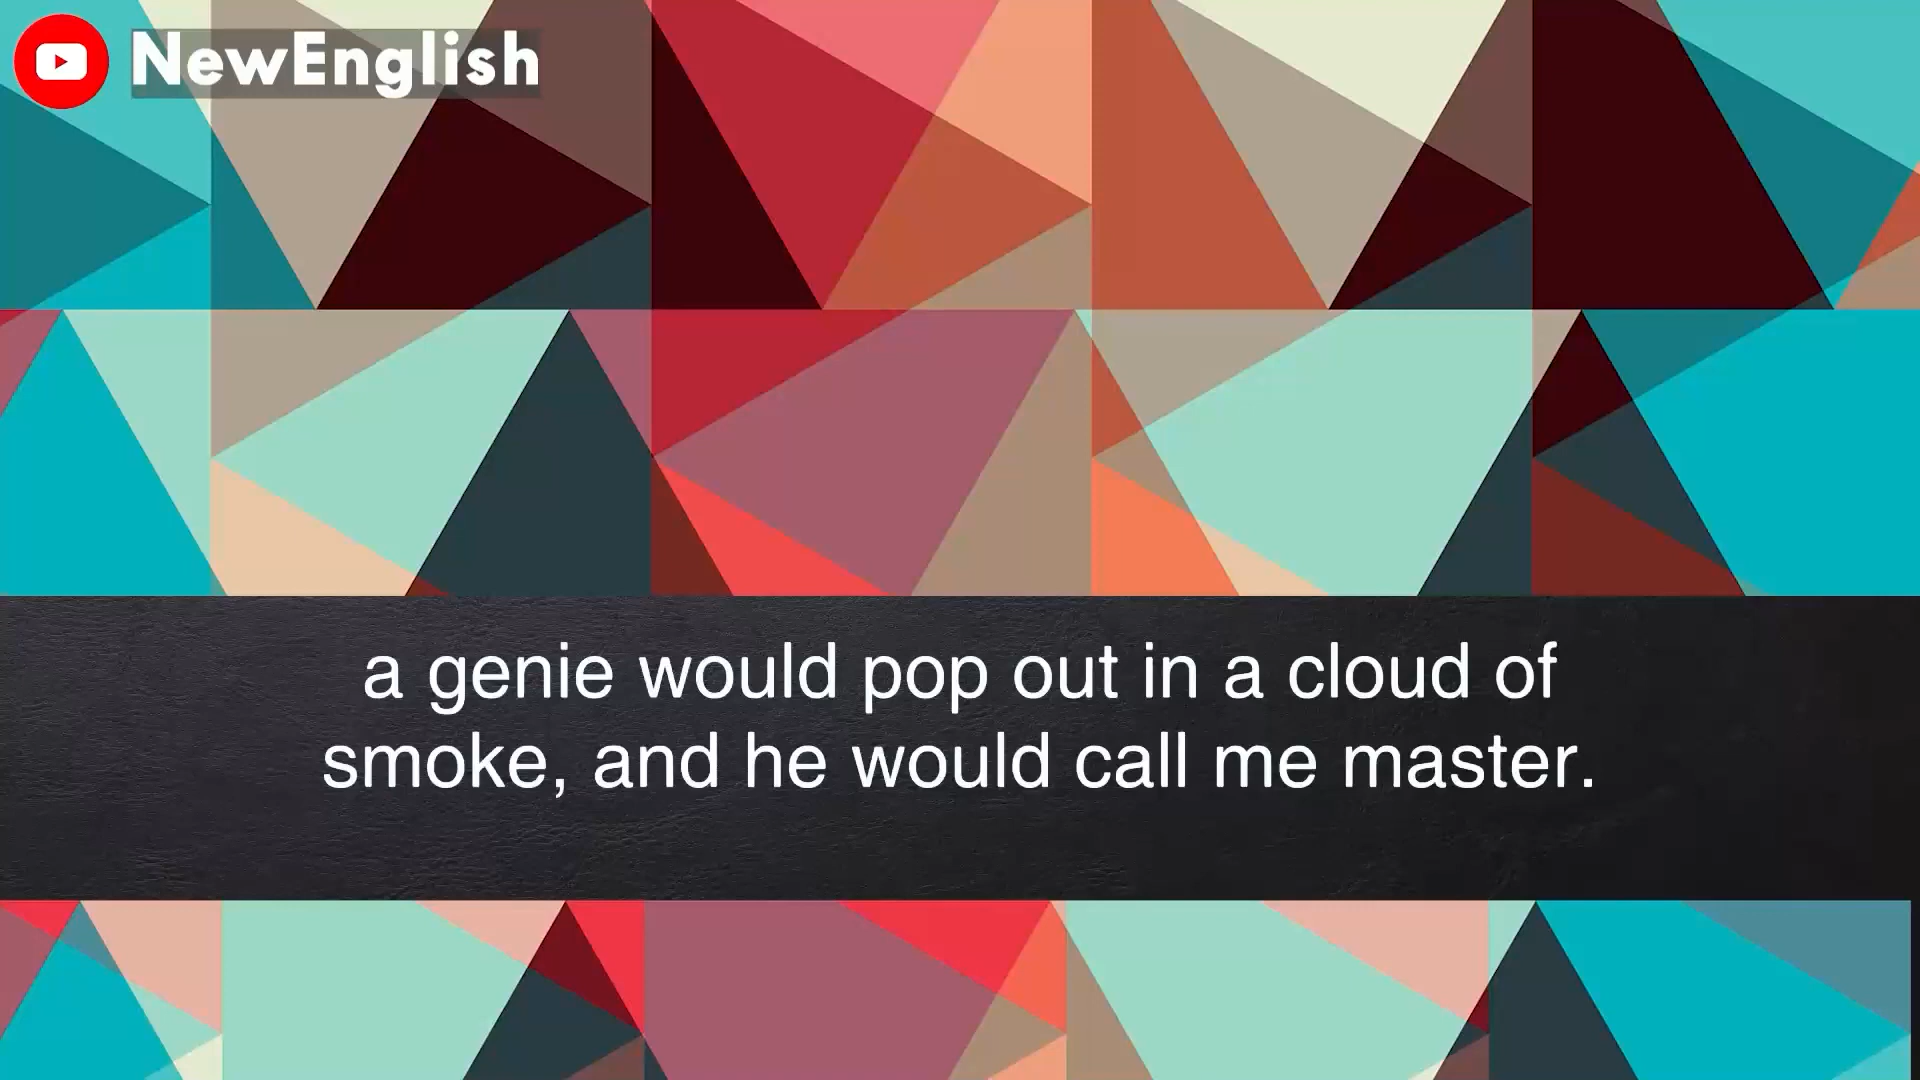 NewEnglish
a genie would pop out in a cloud of
smoke, and he would call me master.